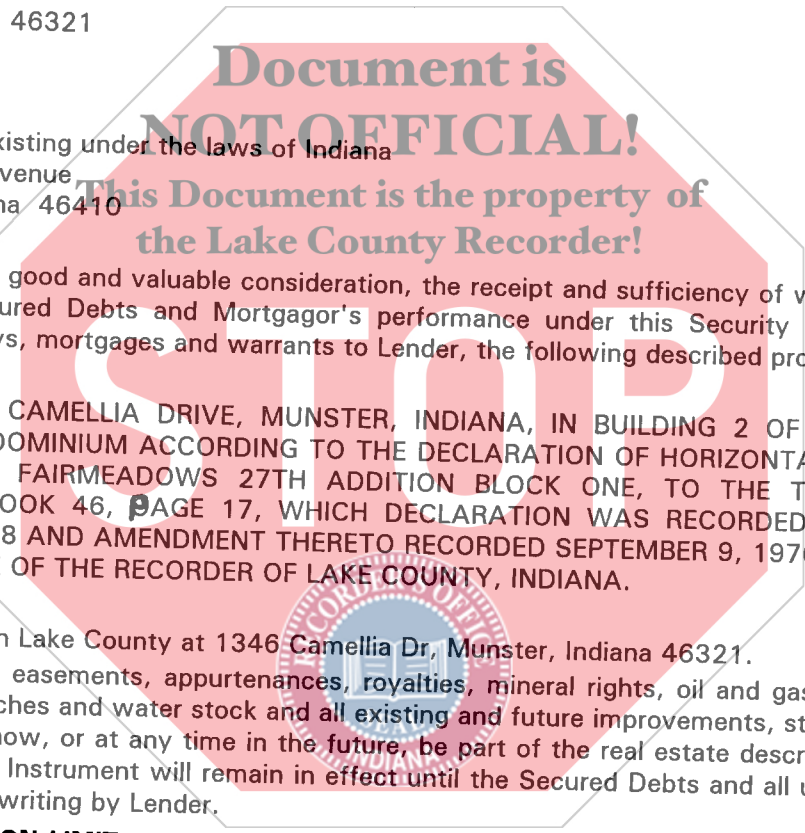 46321
Document is
NOT OFFICIAL!
xisting under the laws of Indiana
venue
This Document is the property of
na 46410
the Lake County Recorder!
good and valuable consideration, the receipt and sufficiency of w
ured Debts and Mortgagor's performance under this Security
ys, mortgages and warrants to Lender, the following described pro
STOP
CAMELLIA DRIVE, MUNSTER, INDIANA, IN BUILDING 2 OF
DOMINIUM ACCORDING TO THE DECLARATION OF HORIZONTA
FAIRMEADOWS 27TH ADDITION BLOCK ONE, TO THE T
OOK 46, PAGE 17, WHICH DECLARATION WAS RECORDED
8 AND AMENDMENT THERETO RECORDED SEPTEMBER 9, 197
OF THE RECORDER OF LAKE COUNTY, INDIANA.
RECORDER'S OFFICE
n Lake County at 1346 Camellia Dr, Munster, Indiana 46321.
easements, appurtenances, royalties, mineral rights, oil and gas
ches and water stock and all existing and future improvements, st
SEAL
now, or at any time in the future, be part of the real estate descr
INDIANA
Instrument will remain in effect until the Secured Debts and all u
writing by Lender.